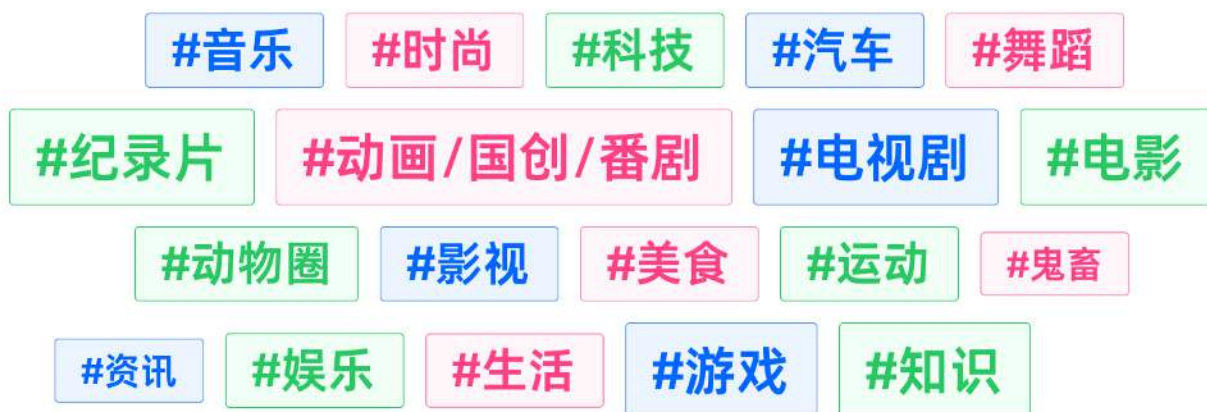 #音乐 #时尚 #科技 #汽车 #舞蹈
#纪录片 #动画/国创/番剧 #电视剧 #电影
#动物圈 #影视 #美食 #运动 #鬼畜
#资讯 #娱乐 #生活 #游戏 #知识